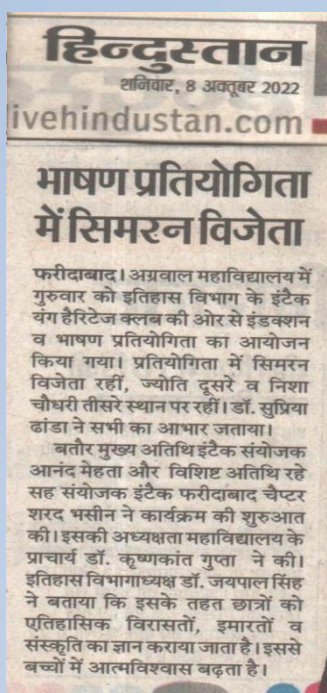 हिन्दुस्तान
शनिवार, 8 अक्तूबर 2022
ivehindustan.com
भाषण प्रतियोगिता
में सिमरन विजेता
फरीदाबाद। अग्रवाल महाविद्यालय में
गुरुवार को इतिहास विभाग के इंटैक
यंग हैरिटेज क्लब की ओर से इंडक्शन
व भाषण प्रतियोगिता का आयोजन
किया गया। प्रतियोगिता में सिमरन
विजेता रहीं, ज्योति दूसरे व निशा
चौधरी तीसरे स्थान पर रहीं। डॉ. सुप्रिया
ढांडा ने सभी का आभार जताया।
बतौर मुख्य अतिथि इंटैक संयोजक
आनंद मेहता और विशिष्ट अतिथि रहे
सह संयोजक इंटैक फरीदाबाद चैप्टर
शरद भसीन ने कार्यक्रम की शुरुआत
की। इसकी अध्यक्षता महाविद्यालय के
प्राचार्य डॉ. कृष्णकांत गुप्ता ने की।
इतिहास विभागाध्यक्ष डॉ. जयपाल सिंह
ने बताया कि इसके तहत छात्रों को
एतिहासिक विरासतों, इमारतों व
संस्कृति का ज्ञान कराया जाता है। इससे
बच्चों में आत्मविश्वास बढ़ता है।